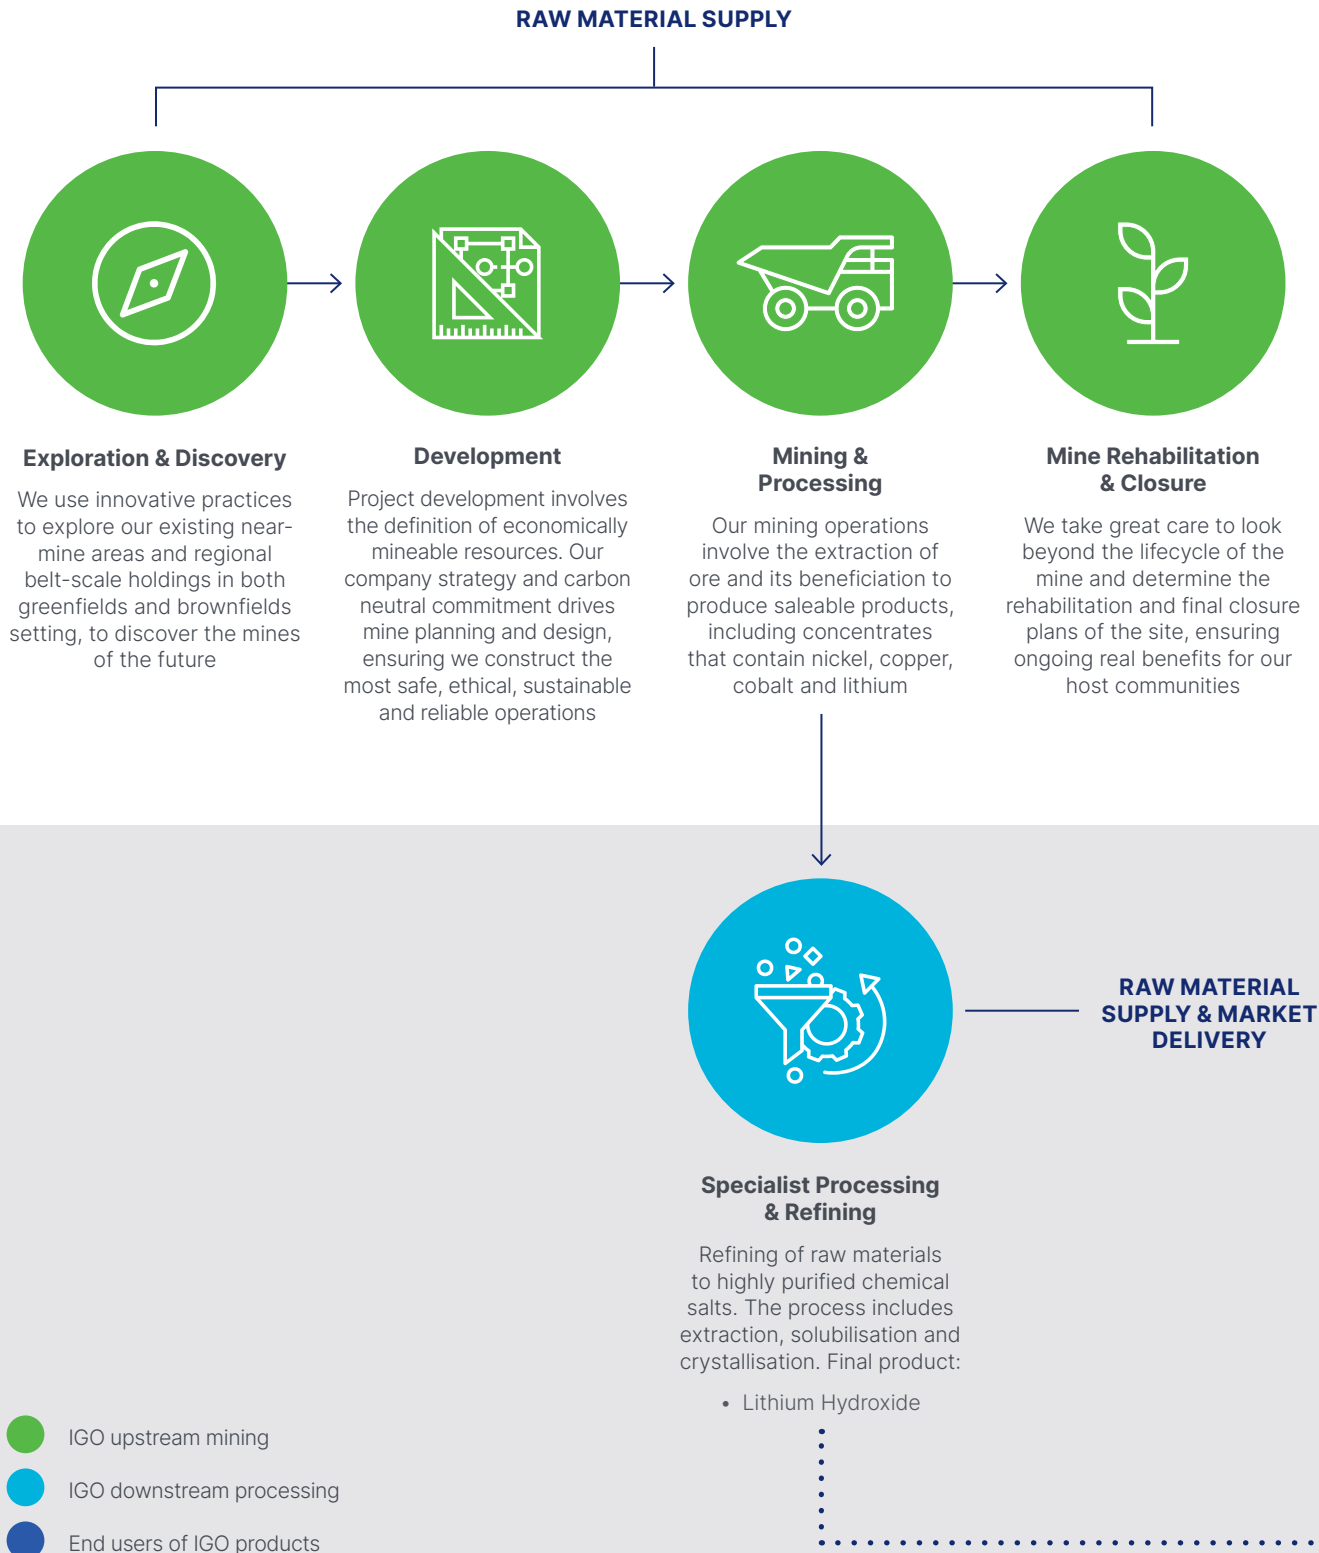 RAW MATERIAL SUPPLY
Exploration & Discovery
We use innovative practices
to explore our existing near-
mine areas and regional
belt-scale holdings in both
greenfields and brownfields
setting, to discover the mines
of the future
Development
Project development involves
the definition of economically
mineable resources. Our
company strategy and carbon
neutral commitment drives
mine planning and design,
ensuring we construct the
most safe, ethical, sustainable
and reliable operations
Mining &
Processing
Our mining operations
involve the extraction of
ore and its beneficiation to
produce saleable products,
including concentrates
that contain nickel, copper,
cobalt and lithium
Mine Rehabilitation
& Closure
We take great care to look
beyond the lifecycle of the
mine and determine the
rehabilitation and final closure
plans of the site, ensuring
ongoing real benefits for our
host communities
RAW MATERIAL
SUPPLY & MARKET
DELIVERY
Specialist Processing
& Refining
Refining of raw materials
to highly purified chemical
salts. The process includes
extraction, solubilisation and
crystallisation. Final product:
• Lithium Hydroxide
IGO upstream mining
IGO downstream processing
End users of IGO products